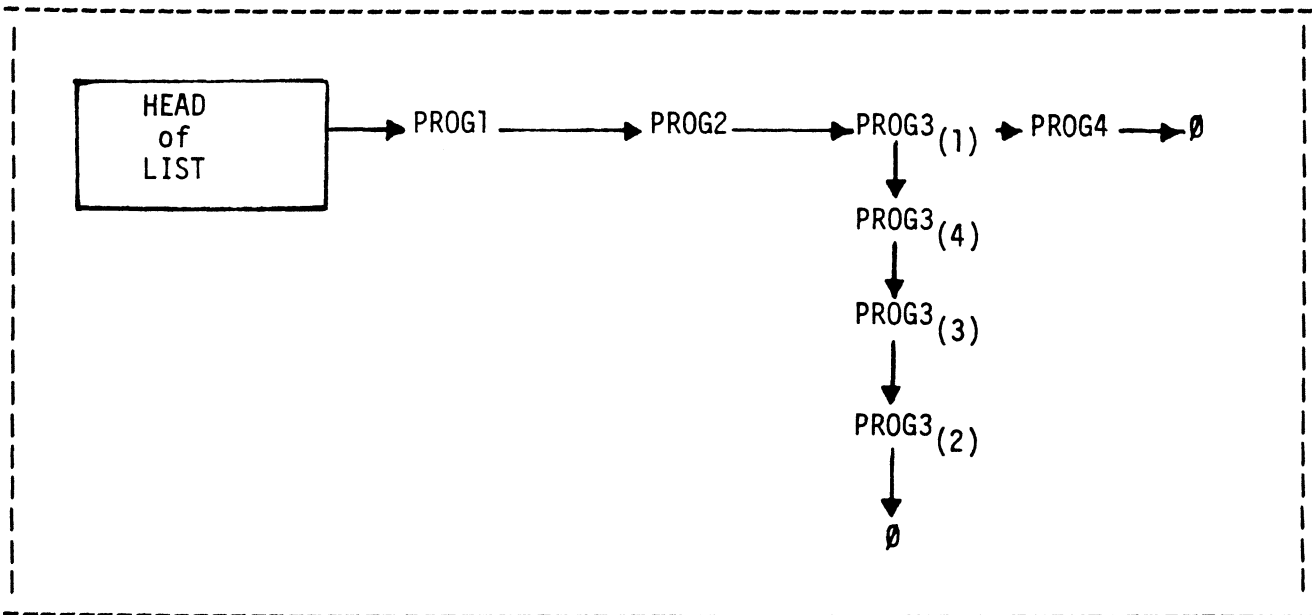 HEAD
of
LIST
PROG1 PROG2 PROG3(1) PROG4 Ø
PROG3(4)
PROG3(3)
PROG3(2)
Ø